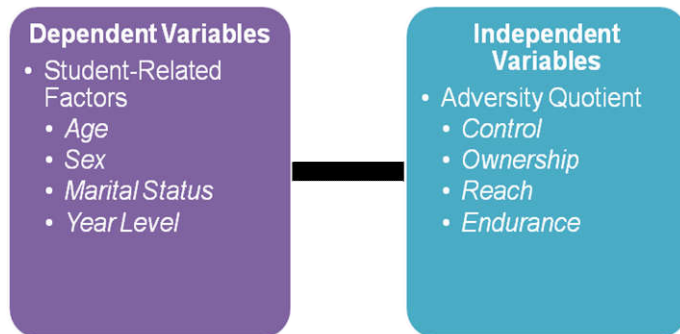 Dependent Variables
• Student-Related
Factors
• Age
• Sex
• Marital Status
• Year Level
Independent
Variables
• Adversity Quotient
• Control
• Ownership
• Reach
• Endurance